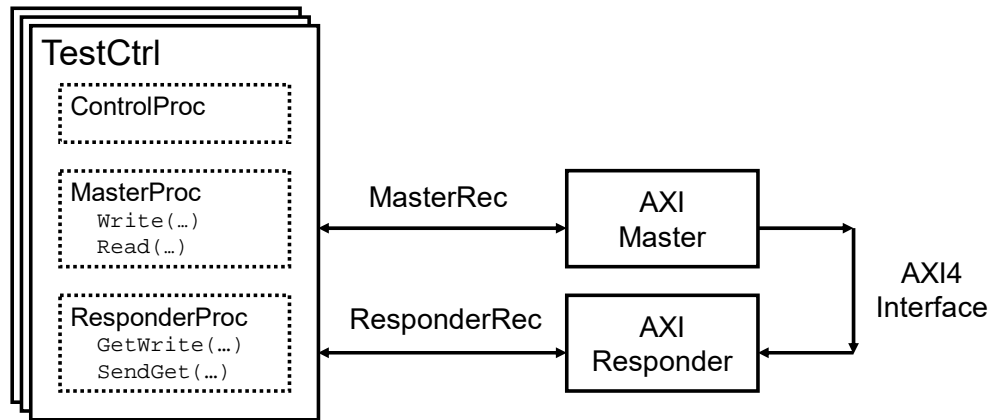 TestCtrl
ControlProc
MasterProc
Write(…)
Read(…)
ResponderProc
GetWrite(…)
SendGet(…)
MasterRec
ResponderRec
AXI
Master
AXI
Responder
AXI4
Interface